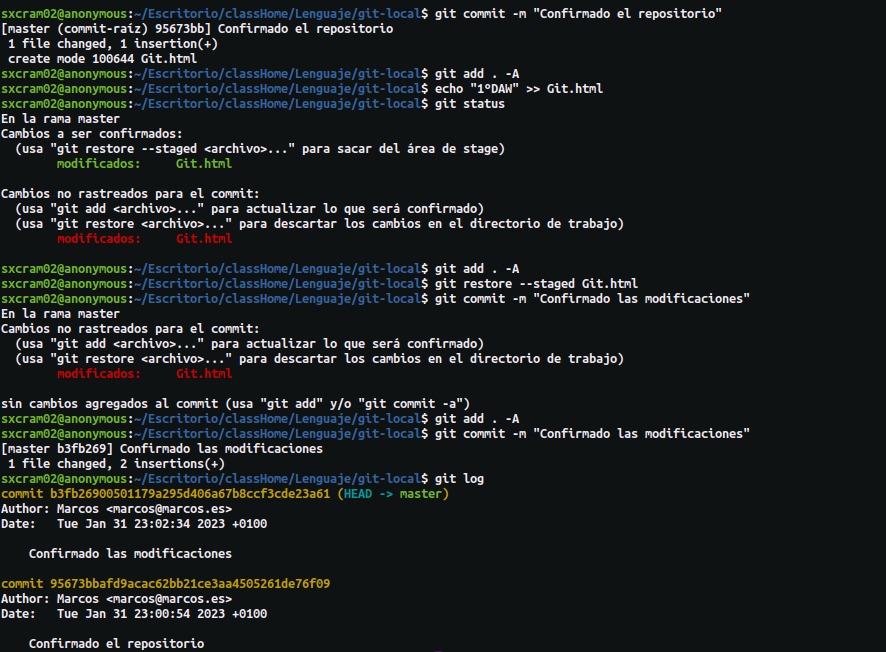 sxcram02@anonymous:~/Escritorio/classHome/Lenguaje/git-local$ git commit -m "Confirmado el repositorio"
[master (commit-raíz) 95673bb] Confirmado el repositorio
 1 file changed, 1 insertion(+)
 create mode 100644 Git.html
sxcram02@anonymous:~/Escritorio/classHome/Lenguaje/git-local$ git add . -A
sxcram02@anonymous:~/Escritorio/classHome/Lenguaje/git-local$ echo "1ºDAW" >> Git.html
sxcram02@anonymous:~/Escritorio/classHome/Lenguaje/git-local$ git status
En la rama master
Cambios a ser confirmados:
  (usa "git restore --staged <archivo>..." para sacar del área de stage)
        modificados:     Git.html

Cambios no rastreados para el commit:
  (usa "git add <archivo>..." para actualizar lo que será confirmado)
  (usa "git restore <archivo>..." para descartar los cambios en el directorio de trabajo)
        modificados:     Git.html

sxcram02@anonymous:~/Escritorio/classHome/Lenguaje/git-local$ git add . -A
sxcram02@anonymous:~/Escritorio/classHome/Lenguaje/git-local$ git restore --staged Git.html
sxcram02@anonymous:~/Escritorio/classHome/Lenguaje/git-local$ git commit -m "Confirmado las modificaciones"
En la rama master
Cambios no rastreados para el commit:
  (usa "git add <archivo>..." para actualizar lo que será confirmado)
  (usa "git restore <archivo>..." para descartar los cambios en el directorio de trabajo)
        modificados:     Git.html

sin cambios agregados al commit (usa "git add" y/o "git commit -a")
sxcram02@anonymous:~/Escritorio/classHome/Lenguaje/git-local$ git add . -A
sxcram02@anonymous:~/Escritorio/classHome/Lenguaje/git-local$ git commit -m "Confirmado las modificaciones"
[master b3fb269] Confirmado las modificaciones
 1 file changed, 2 insertions(+)
sxcram02@anonymous:~/Escritorio/classHome/Lenguaje/git-local$ git log
commit b3fb26900501179a295d406a67b8ccf3cde23a61 (HEAD -> master)
Author: Marcos <marcos@marcos.es>
Date:   Tue Jan 31 23:02:34 2023 +0100

    Confirmado las modificaciones

commit 95673bbafd9acac62bb21ce3aa4505261de76f09
Author: Marcos <marcos@marcos.es>
Date:   Tue Jan 31 23:00:54 2023 +0100

    Confirmado el repositorio